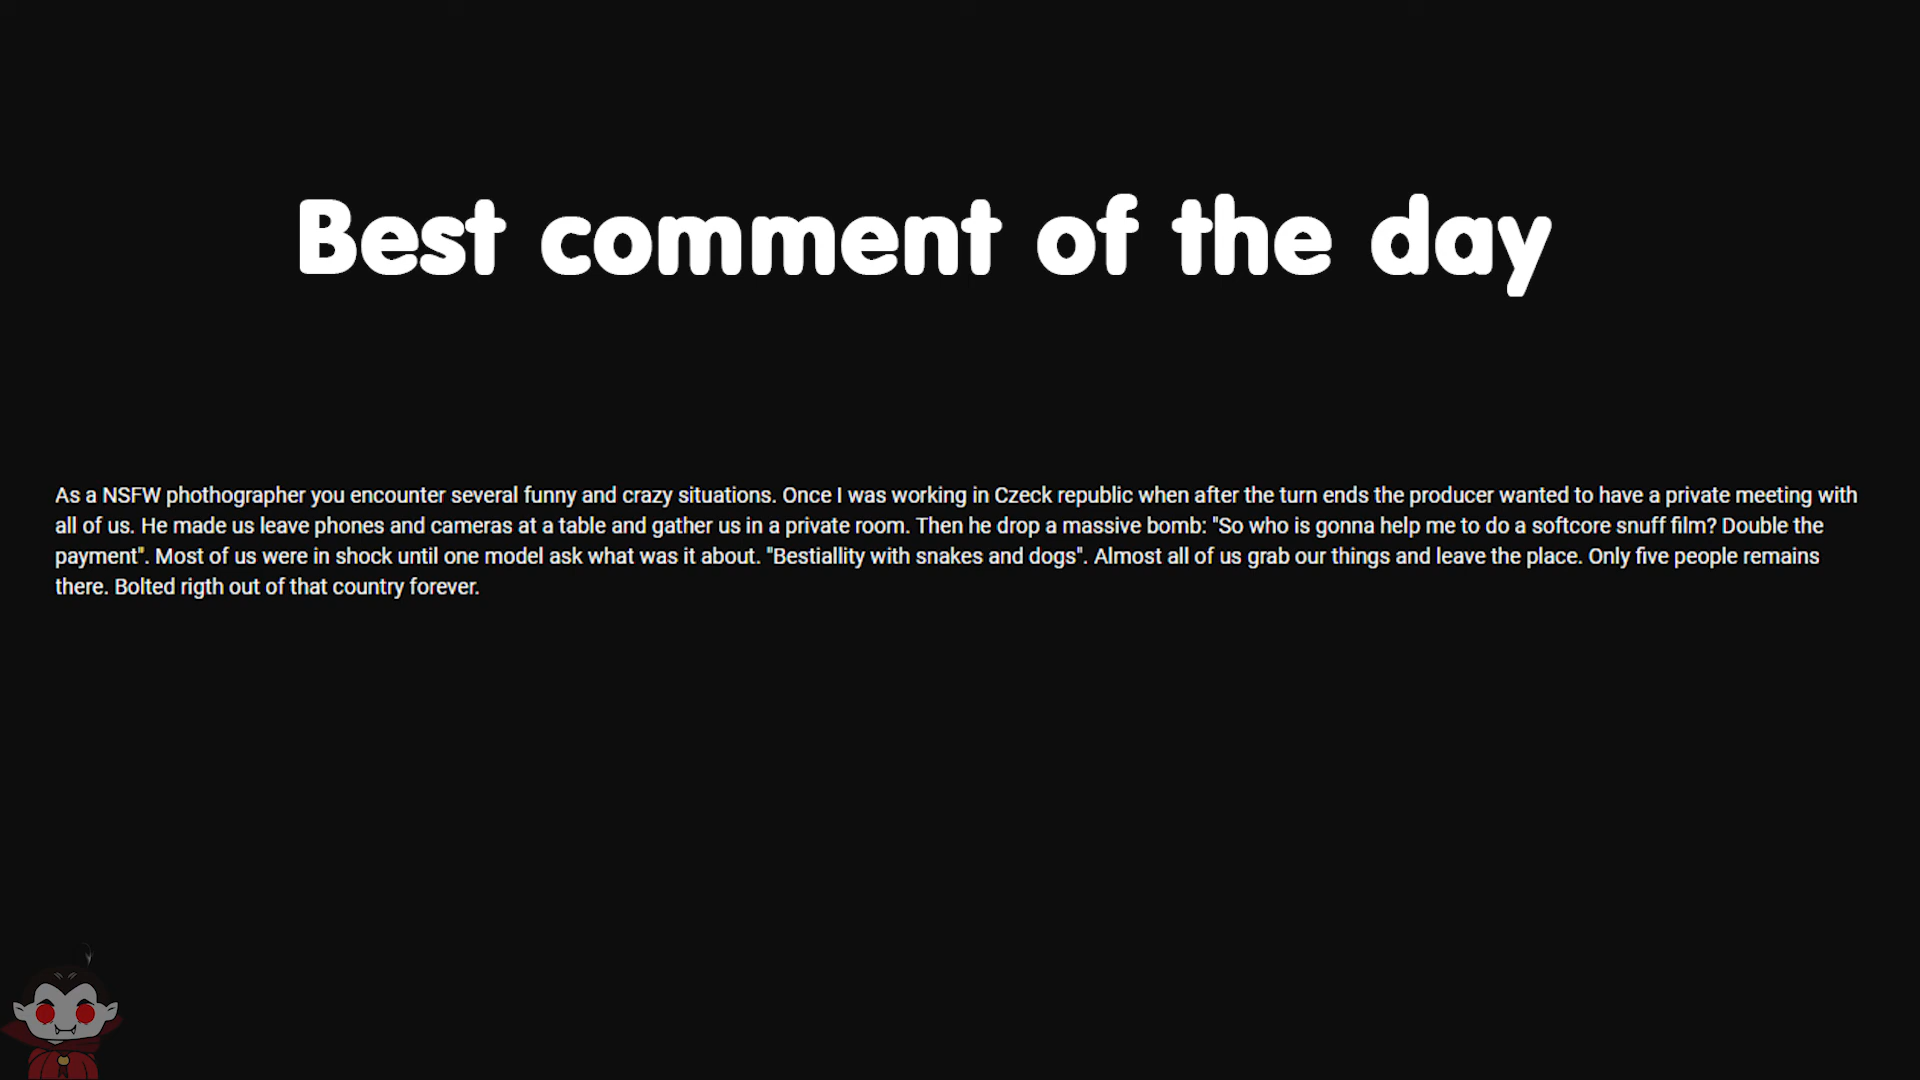 Best comment of the day
As a NSFW phothographer you encounter several funny and crazy situations. Once I was working in Czeck republic when after the turn ends the producer wanted to have a private meeting with
all of us. He made us leave phones and cameras at a table and gather us in a private room. Then he drop a massive bomb: "So who is gonna help me to do a softcore snuff film? Double the
payment". Most of us were in shock until one model ask what was it about. "Bestiallity with snakes and dogs". Almost all of us grab our things and leave the place. Only five people remains
there. Bolted rigth out of that country forever.